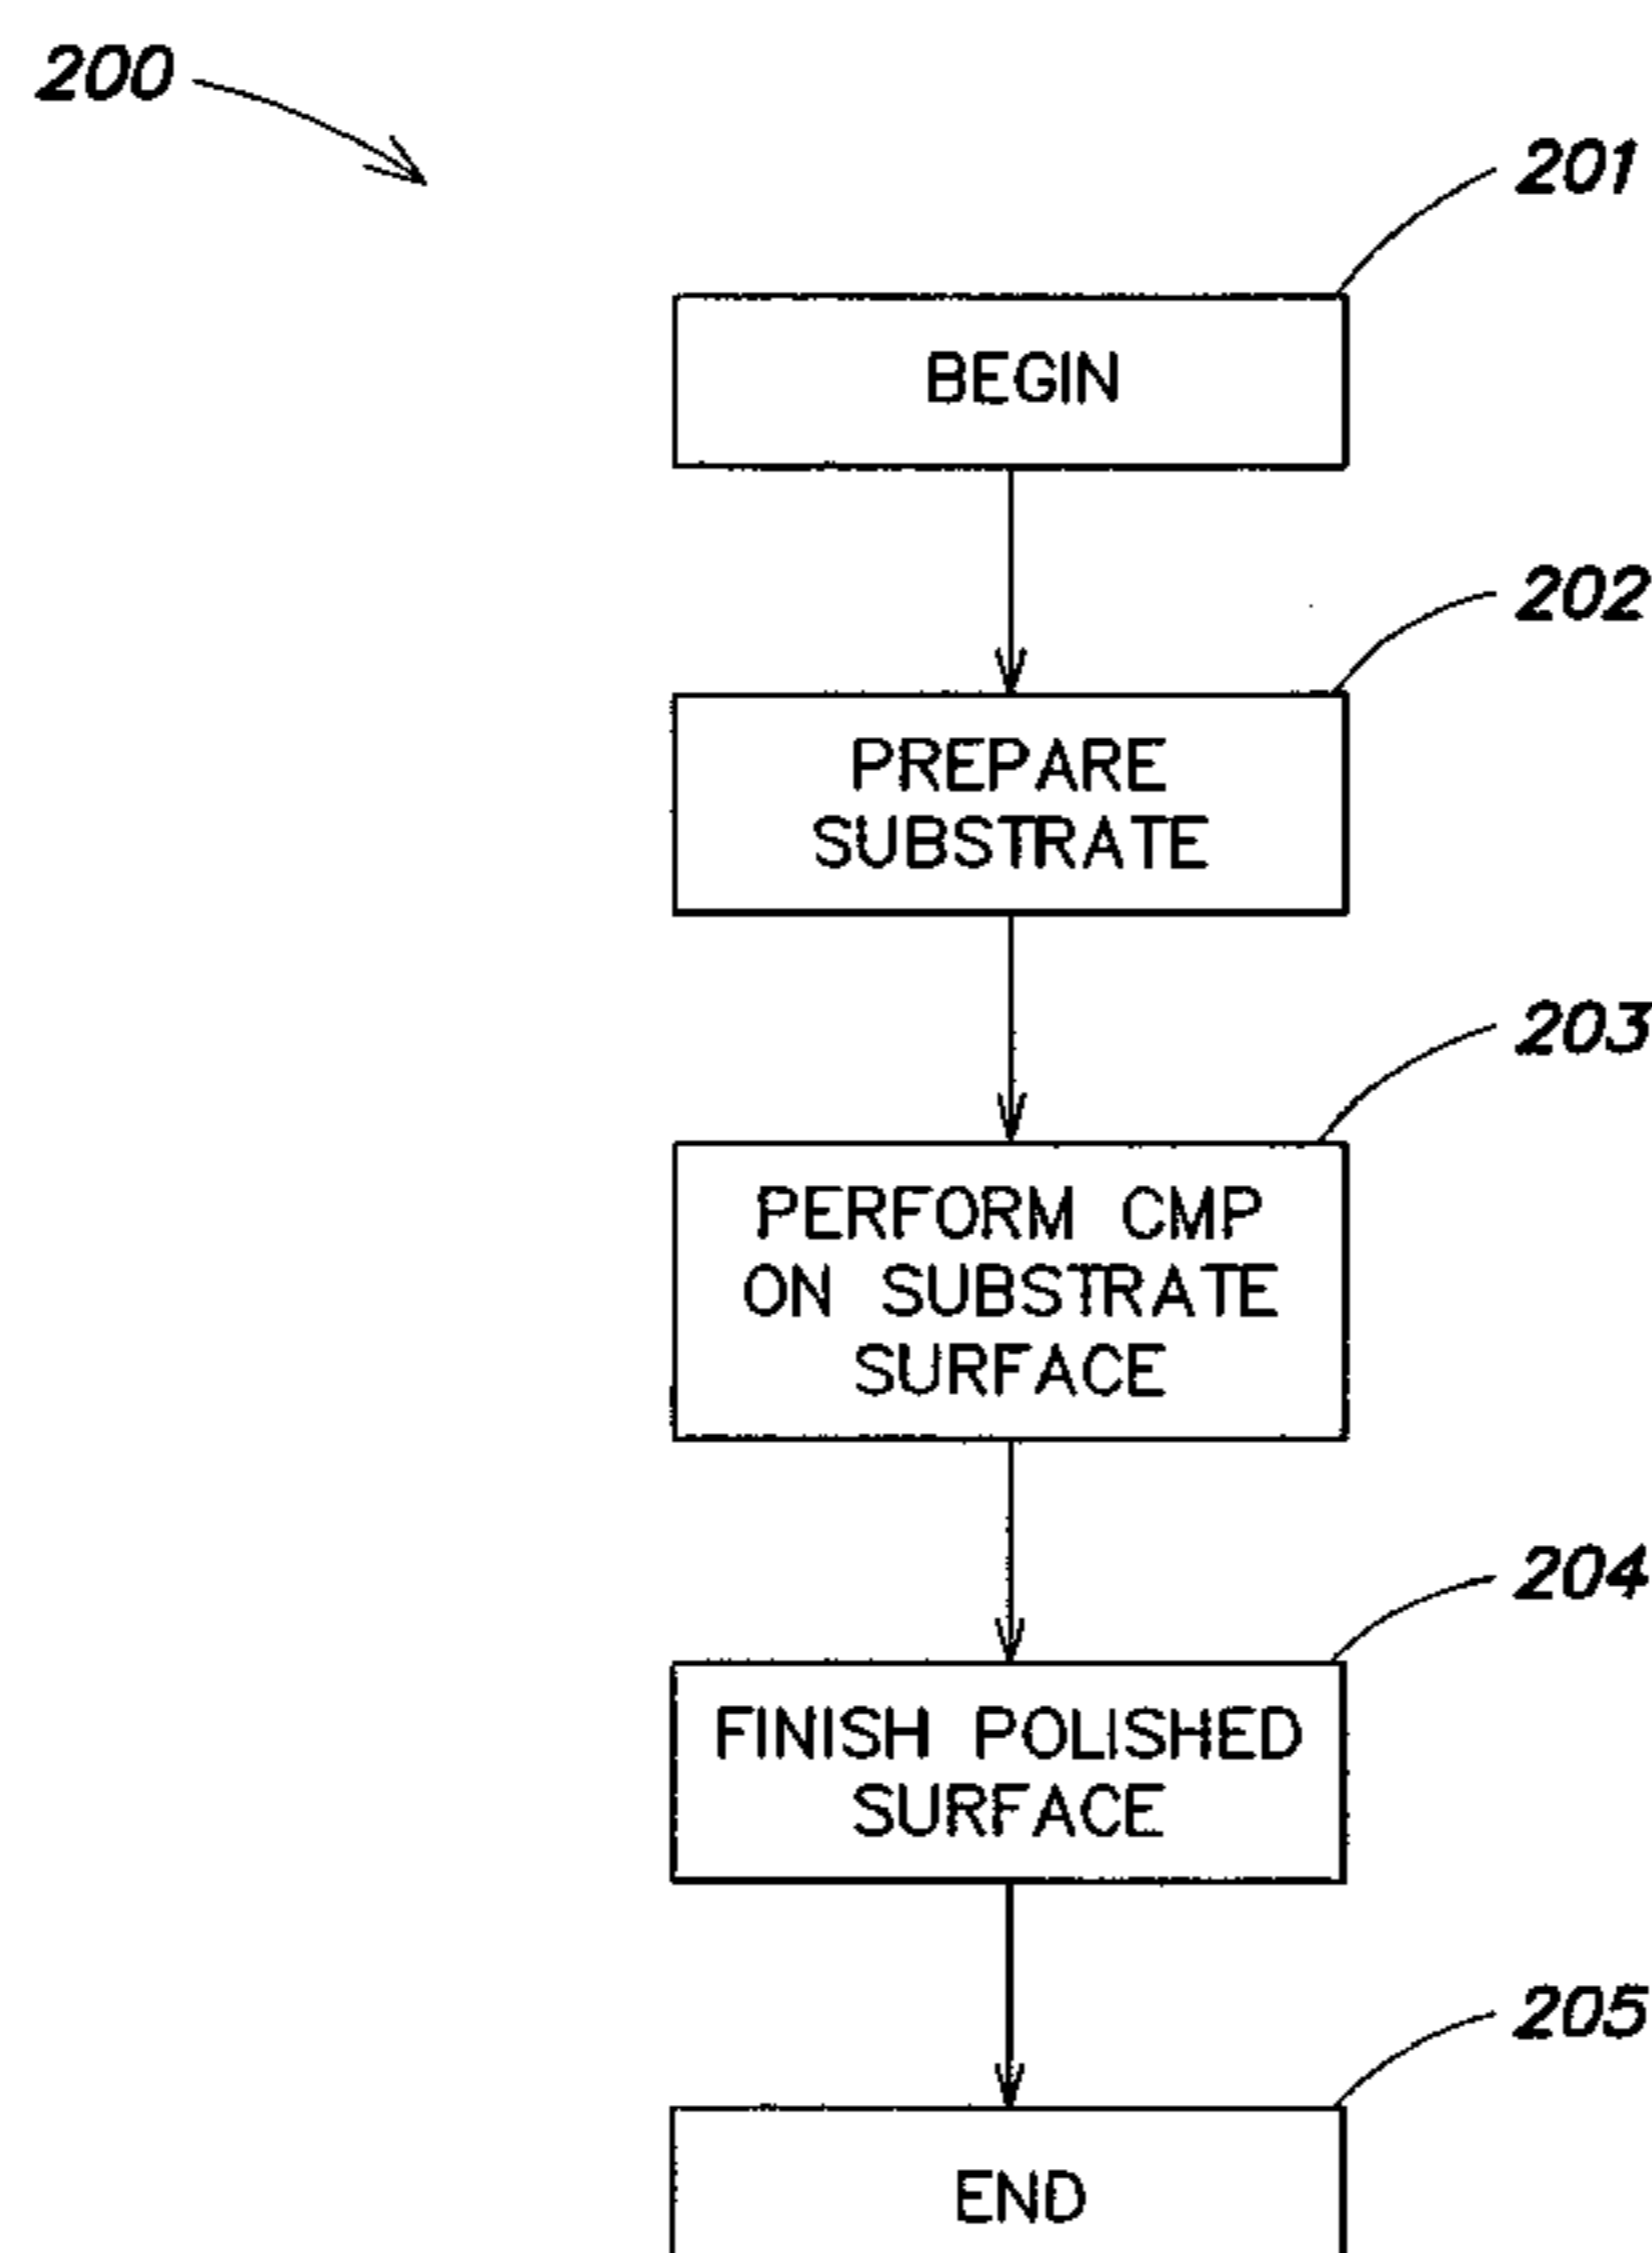 200
201
BEGIN
202
PREPARE
SUBSTRATE
203
PERFORM CMP
ON SUBSTRATE
SURFACE
204
FINISH POLISHED
SURFACE
205
END